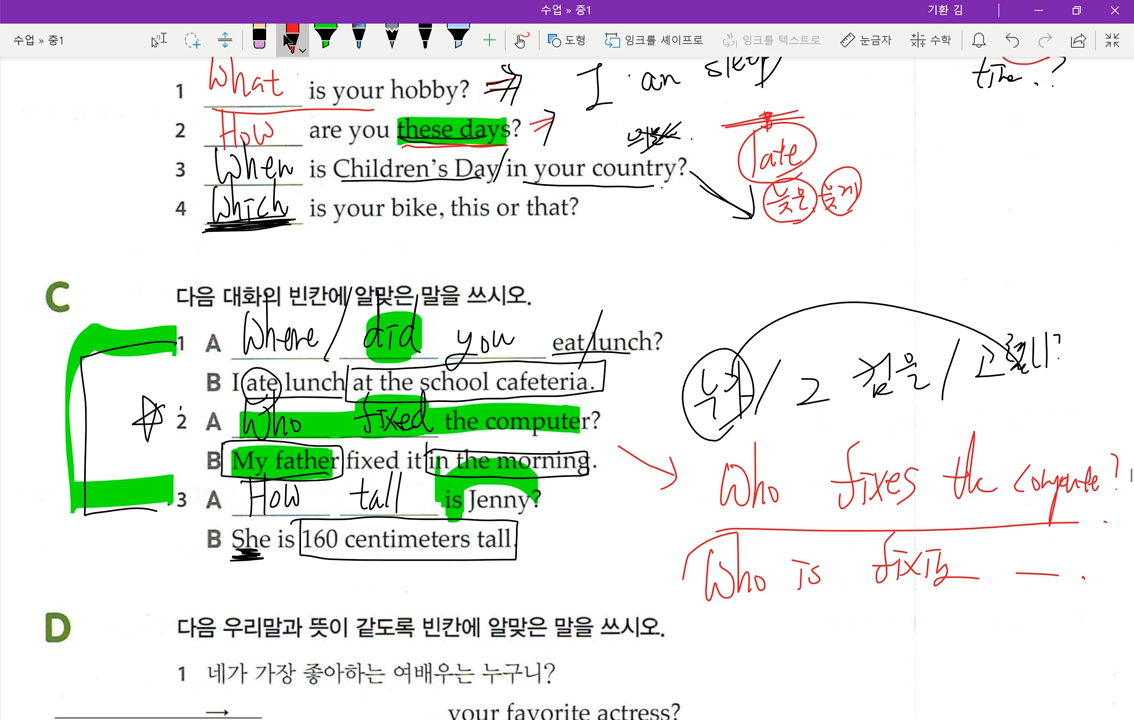 수업 » 중1
기환 김
수업 » 중1
도형 잉크를 셰이프로 잉크를 텍스트로 눈금자 수학
1 What is your hobby? ⇒ I an sleep
time.?
2 How are you these days? →
late
늦은 늦게
3 When is Children's Day/in your country?
4 Which is your bike, this or that?
C 다음 대화의 빈칸에/알맞은/말을 쓰시오.
1 A Where/ did you eat/lunch?
B I ate lunch at the school cafeteria.
누가/ 그 컴을/
2 A Who fixed the computer?
B My father fixed it in the morning.
Who fixes the computer?
3 A How tall is Jenny?
B She is 160 centimeters tall.
Who is fixing — .
D 다음 우리말과 뜻이 같도록 빈칸에 알맞은 말을 쓰시오.
1 네가 가장 좋아하는 여배우는 누구니?
→ your favorite actress?